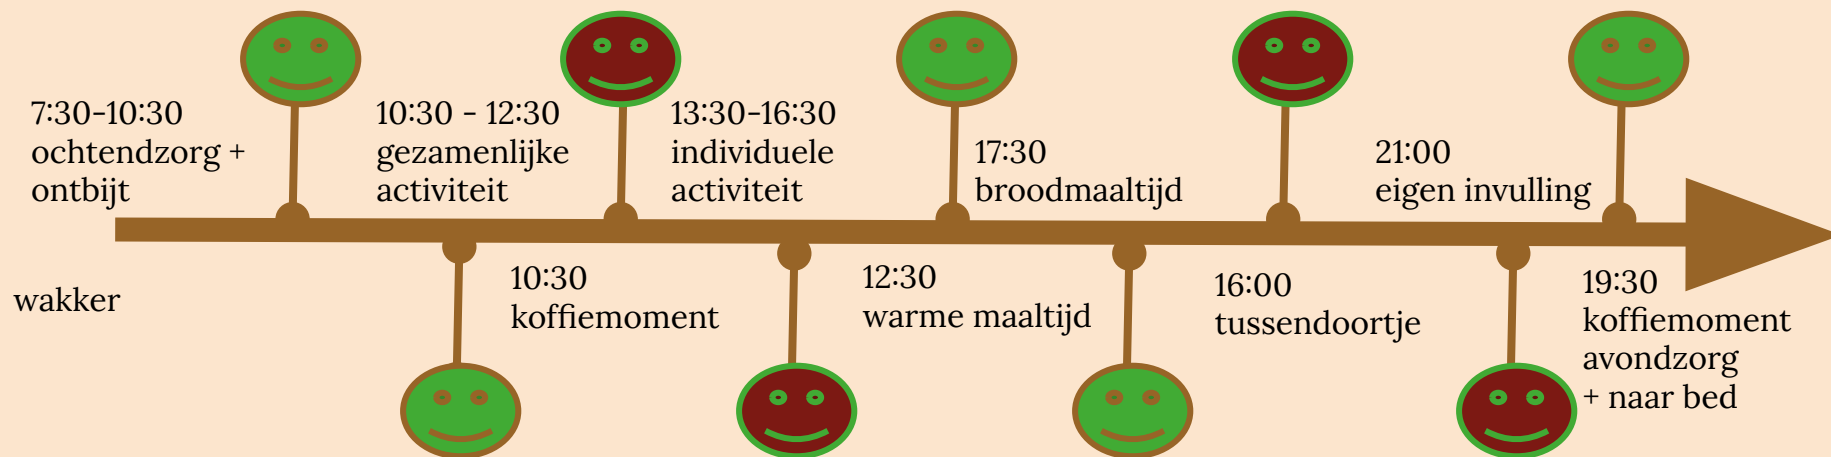 7:30-10:30
ochtendzorg +
ontbijt
10:30 - 12:30
gezamenlijke
activiteit
13:30-16:30
individuele
activiteit
17:30
broodmaaltijd
21:00
eigen invulling
wakker
10:30
koffiemoment
12:30
warme maaltijd
16:00
tussendoortje
19:30
koffiemoment
avondzorg
+ naar bed